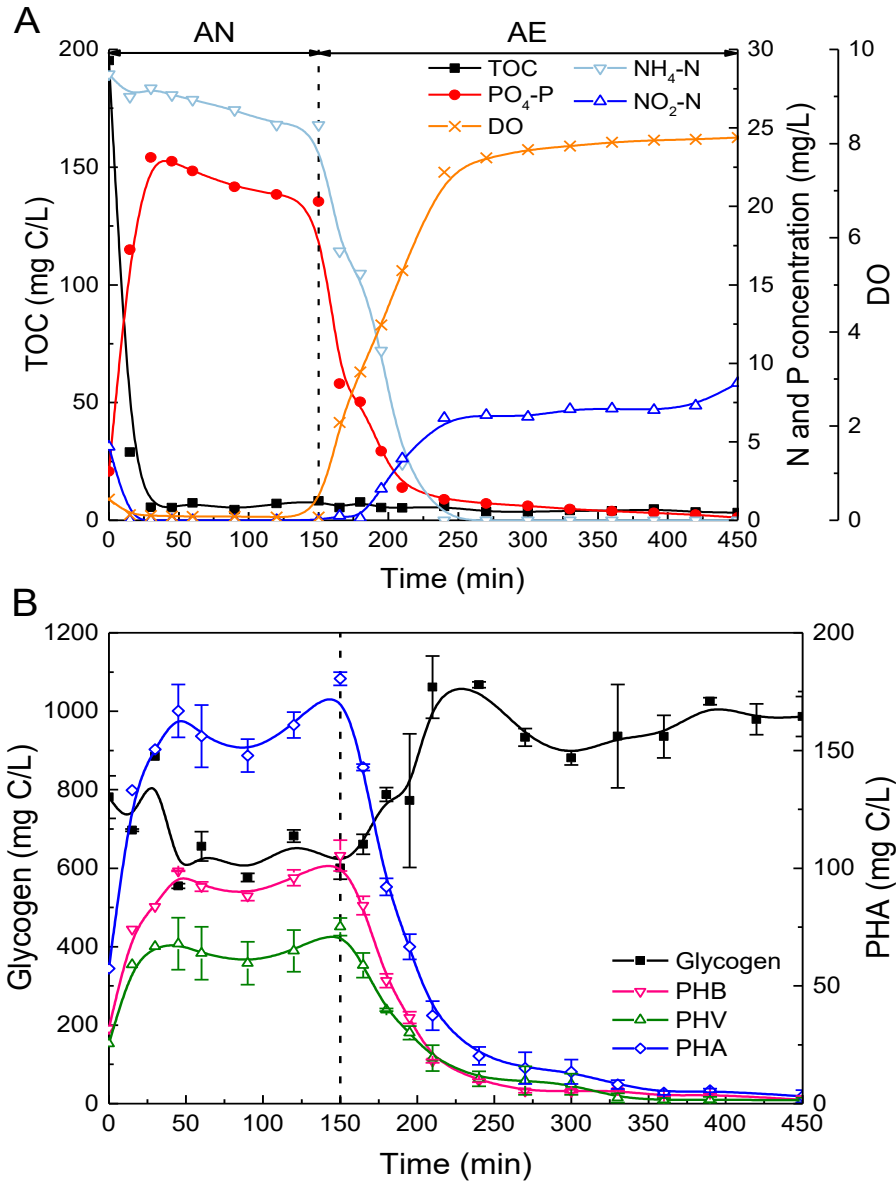 A
AN AE
TOC NH₄-N
PO₄-P NO₂-N
DO
200
150
100
50
0
TOC (mg C/L)
30
25
20
15
10
5
0
N and P concentration (mg/L)
10
8
6
4
2
0
DO
0 50 100 150 200 250 300 350 400 450
Time (min)
B
1200
1000
800
600
400
200
0
Glycogen (mg C/L)
200
150
100
50
0
PHA (mg C/L)
Glycogen
PHB
PHV
PHA
0 50 100 150 200 250 300 350 400 450
Time (min)